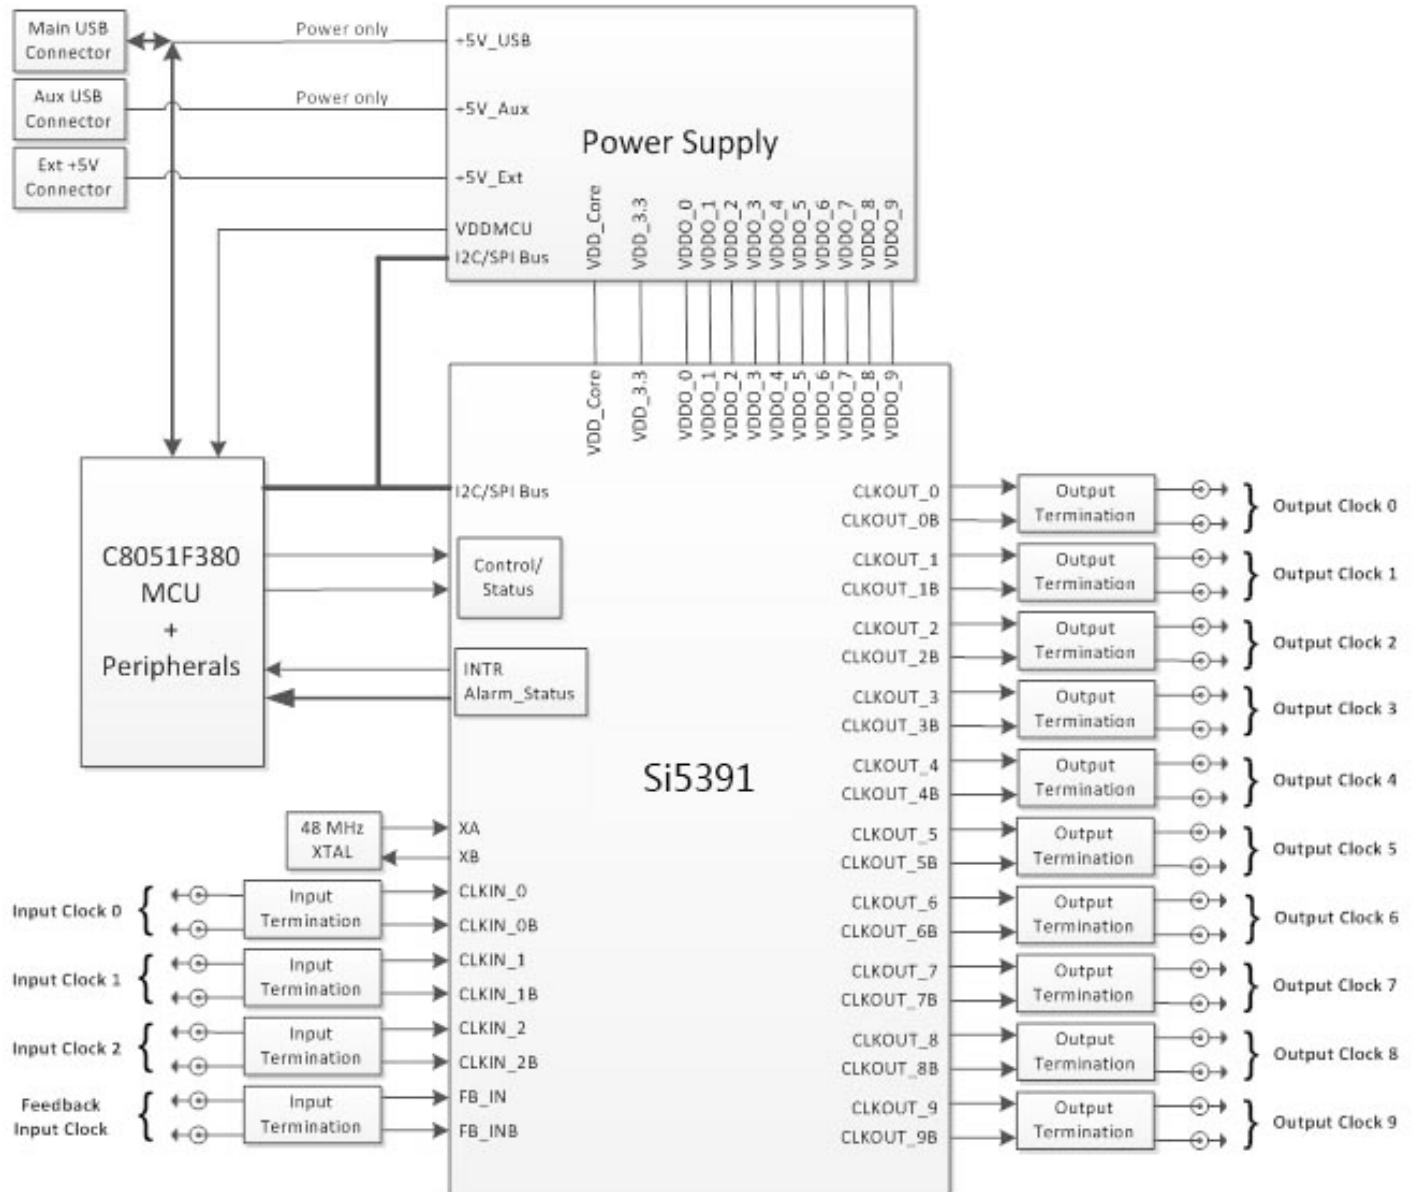 Main USB
Connector
Power only
+5V_USB
Aux USB
Connector
Power only
+5V_Aux
Ext +5V
Connector
+5V_Ext
Power Supply
VDDMCU
I2C/SPI Bus
VDD_Core
VDD_3.3
VDDO_0
VDDO_1
VDDO_2
VDDO_3
VDDO_4
VDDO_5
VDDO_6
VDDO_7
VDDO_8
VDDO_9
VDD_Core
VDD_3.3
VDDO_0
VDDO_1
VDDO_2
VDDO_3
VDDO_4
VDDO_5
VDDO_6
VDDO_7
VDDO_8
VDDO_9
C8051F380
MCU
+
Peripherals
I2C/SPI Bus
Control/
Status
INTR
Alarm_Status
Si5391
48 MHz
XTAL
XA
XB
Input Clock 0
Input
Termination
CLKIN_0
CLKIN_0B
Input Clock 1
Input
Termination
CLKIN_1
CLKIN_1B
Input Clock 2
Input
Termination
CLKIN_2
CLKIN_2B
Feedback
Input Clock
Input
Termination
FB_IN
FB_INB
CLKOUT_0
CLKOUT_0B
Output
Termination
Output Clock 0
CLKOUT_1
CLKOUT_1B
Output
Termination
Output Clock 1
CLKOUT_2
CLKOUT_2B
Output
Termination
Output Clock 2
CLKOUT_3
CLKOUT_3B
Output
Termination
Output Clock 3
CLKOUT_4
CLKOUT_4B
Output
Termination
Output Clock 4
CLKOUT_5
CLKOUT_5B
Output
Termination
Output Clock 5
CLKOUT_6
CLKOUT_6B
Output
Termination
Output Clock 6
CLKOUT_7
CLKOUT_7B
Output
Termination
Output Clock 7
CLKOUT_8
CLKOUT_8B
Output
Termination
Output Clock 8
CLKOUT_9
CLKOUT_9B
Output
Termination
Output Clock 9